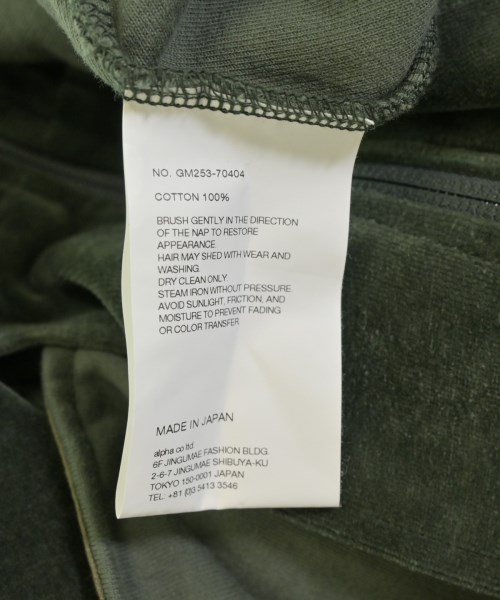 NO. GM253-70404
COTTON 100%
BRUSH GENTLY IN THE DIRECTION
OF THE NAP TO RESTORE
APPEARANCE.
HAIR MAY SHED WITH WEAR AND
WASHING.
DRY CLEAN ONLY.
STEAM IRON WITHOUT PRESSURE.
AVOID SUNLIGHT, FRICTION, AND
MOISTURE TO PREVENT FADING
OR COLOR TRANSFER.
MADE IN JAPAN
alpha co ltd.
6F JINGUMAE FASHION BLDG.
2-6-7 JINGUMAE SHIBUYA-KU
TOKYO 150-0001 JAPAN
TEL: +81 (0)3 5413 3546